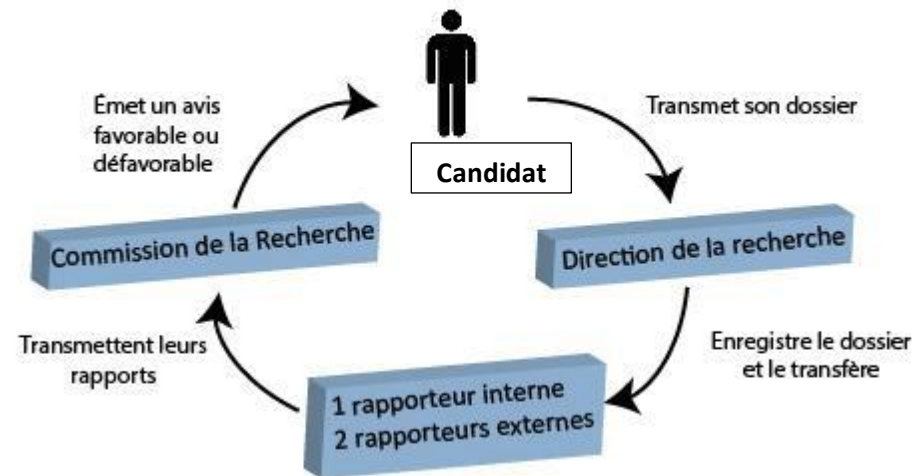 Candidat
Transmet son dossier
Direction de la recherche
Enregistre le dossier
et le transfère
1 rapporteur interne
2 rapporteurs externes
Transmettent leurs
rapports
Commission de la Recherche
Émet un avis
favorable ou
défavorable